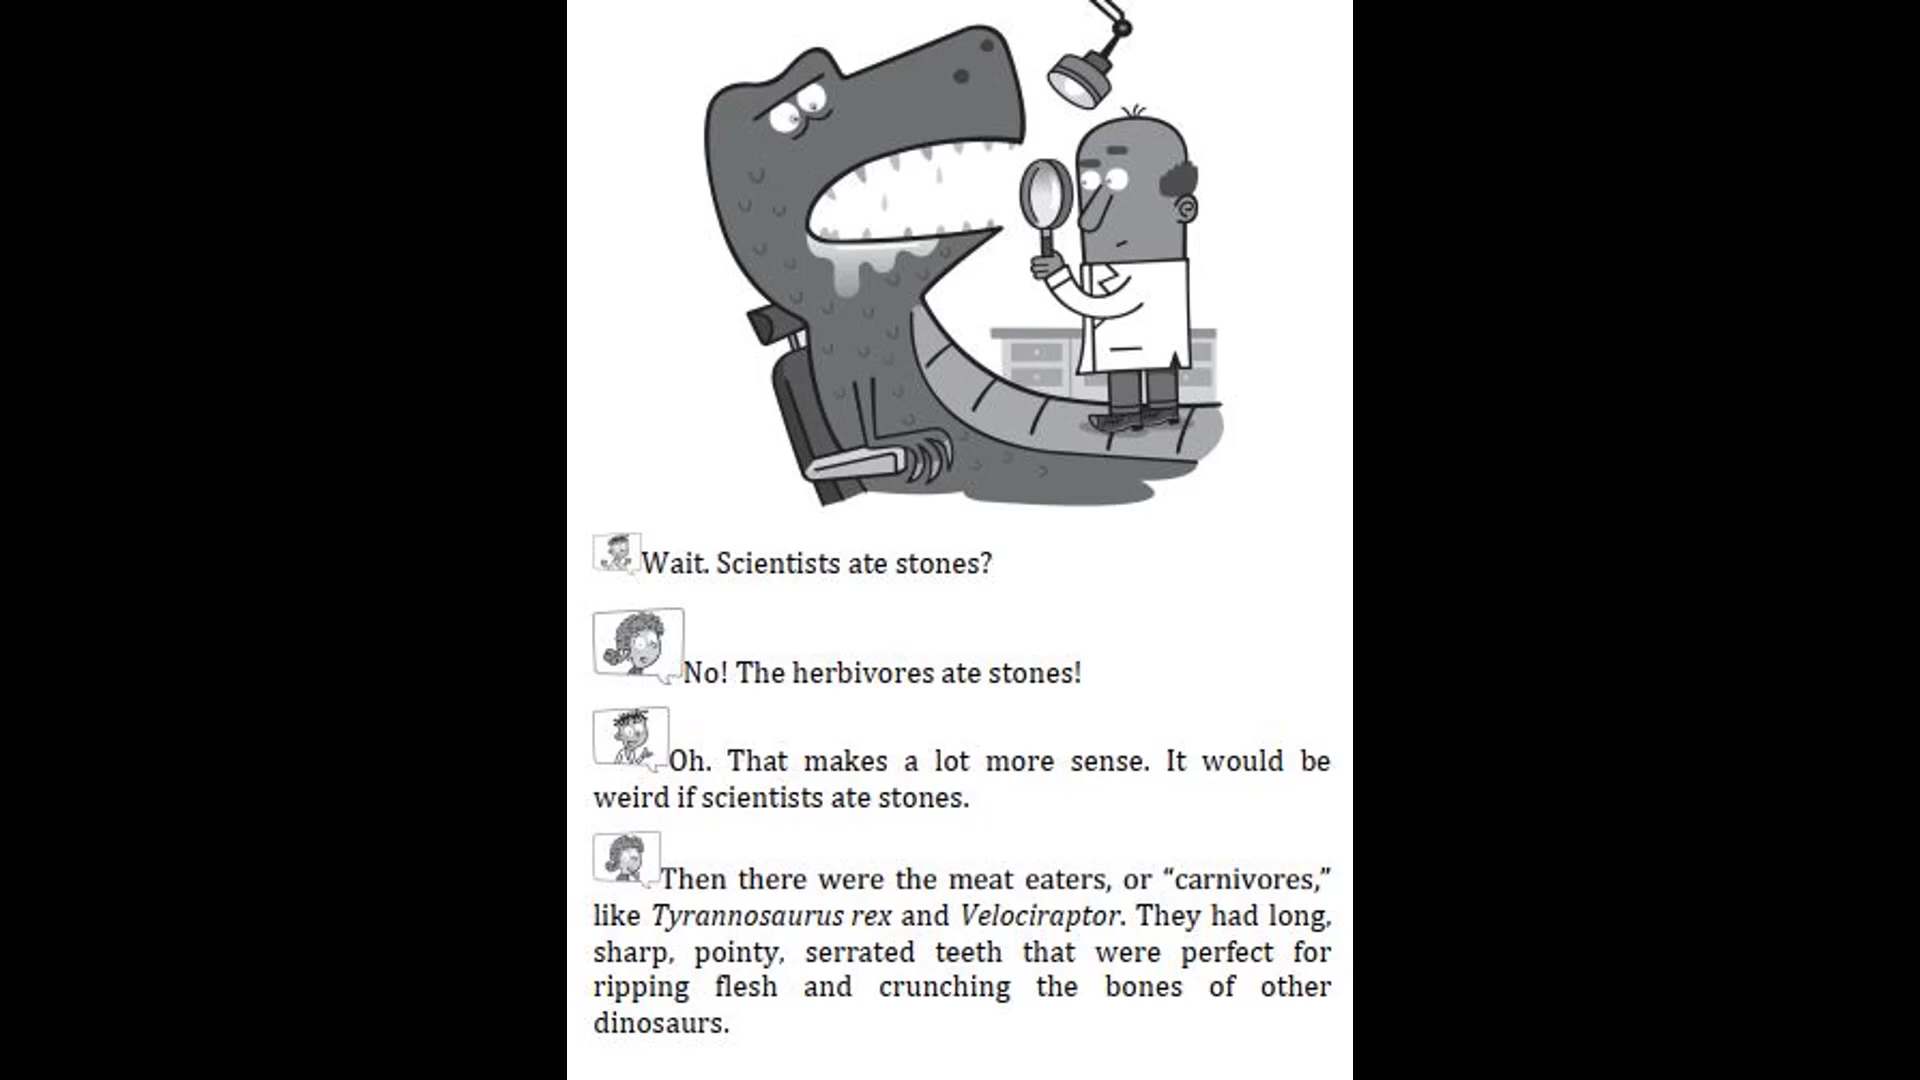 Wait. Scientists ate stones?
No! The herbivores ate stones!
Oh. That makes a lot more sense. It would be
weird if scientists ate stones.
Then there were the meat eaters, or “carnivores,”
like Tyrannosaurus rex and Velociraptor. They had long,
sharp, pointy, serrated teeth that were perfect for
ripping flesh and crunching the bones of other
dinosaurs.